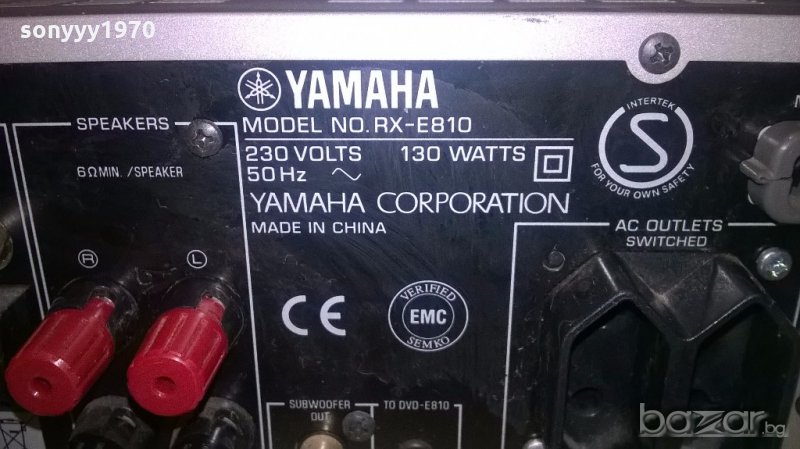 sonyyy1970
YAMAHA
MODEL NO. RX-E810
230 VOLTS 130 WATTS
50 Hz
YAMAHA CORPORATION
MADE IN CHINA
SPEAKERS
6ΩMIN. /SPEAKER
R L
CE
VERIFIED
EMC
SEMKO
INTERTEK
S
FOR YOUR OWN SAFETY
AC OUTLETS
SWITCHED
SUBWOOFER
OUT
TO DVD-E810
bazar.bg